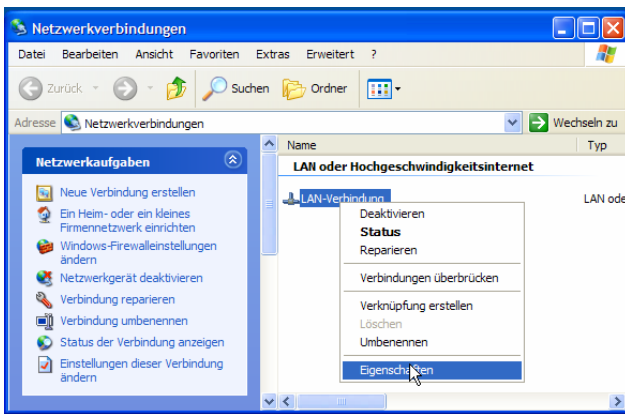 Netzwerkverbindungen
Datei Bearbeiten Ansicht Favoriten Extras Erweitert ?
Zurück Suchen Ordner
Adresse Netzwerkverbindungen Wechseln zu
Netzwerkaufgaben
Neue Verbindung erstellen
Ein Heim- oder ein kleines
Firmennetzwerk einrichten
Windows-Firewalleinstellungen
ändern
Netzwerkgerät deaktivieren
Verbindung reparieren
Verbindung umbenennen
Status der Verbindung anzeigen
Einstellungen dieser Verbindung
ändern
Name Typ
LAN oder Hochgeschwindigkeitsinternet
LAN-Verbindung LAN ode
Deaktivieren
Status
Reparieren
Verbindungen überbrücken
Verknüpfung erstellen
Löschen
Umbenennen
Eigenschaften